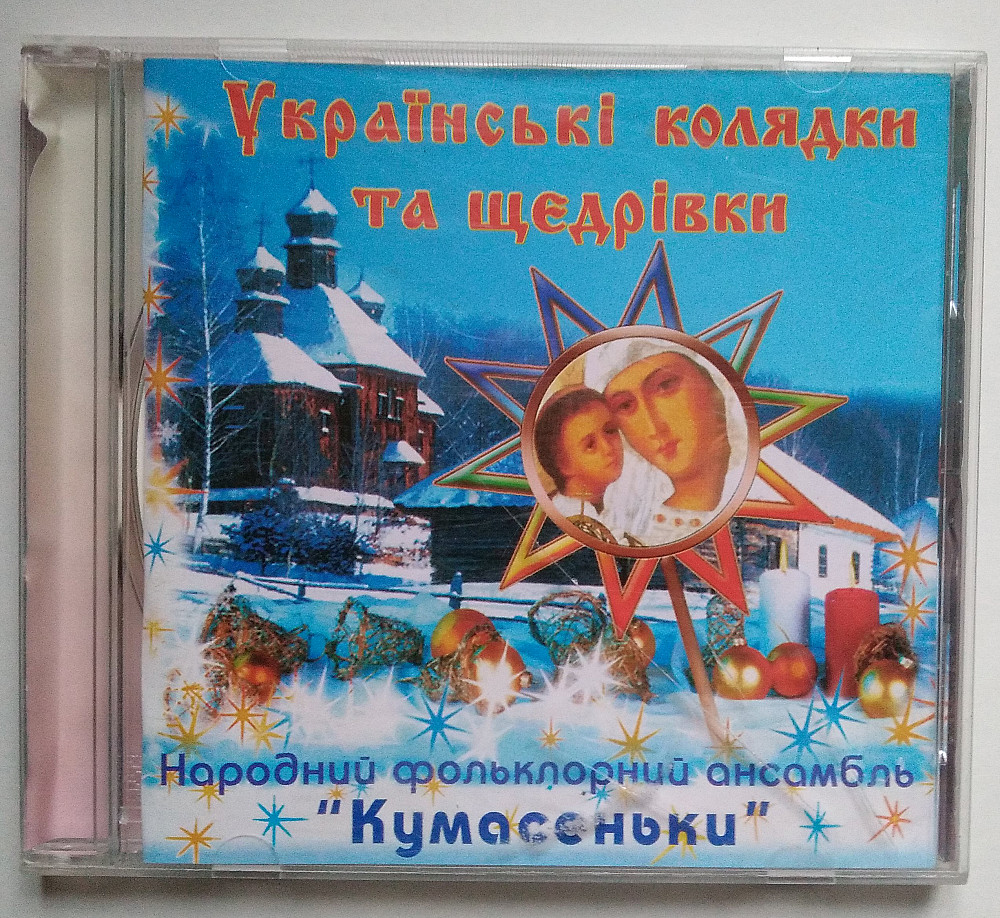 Українські колядки
та щедрівки
Народний фольклорний ансамбль
"Кумасеньки"